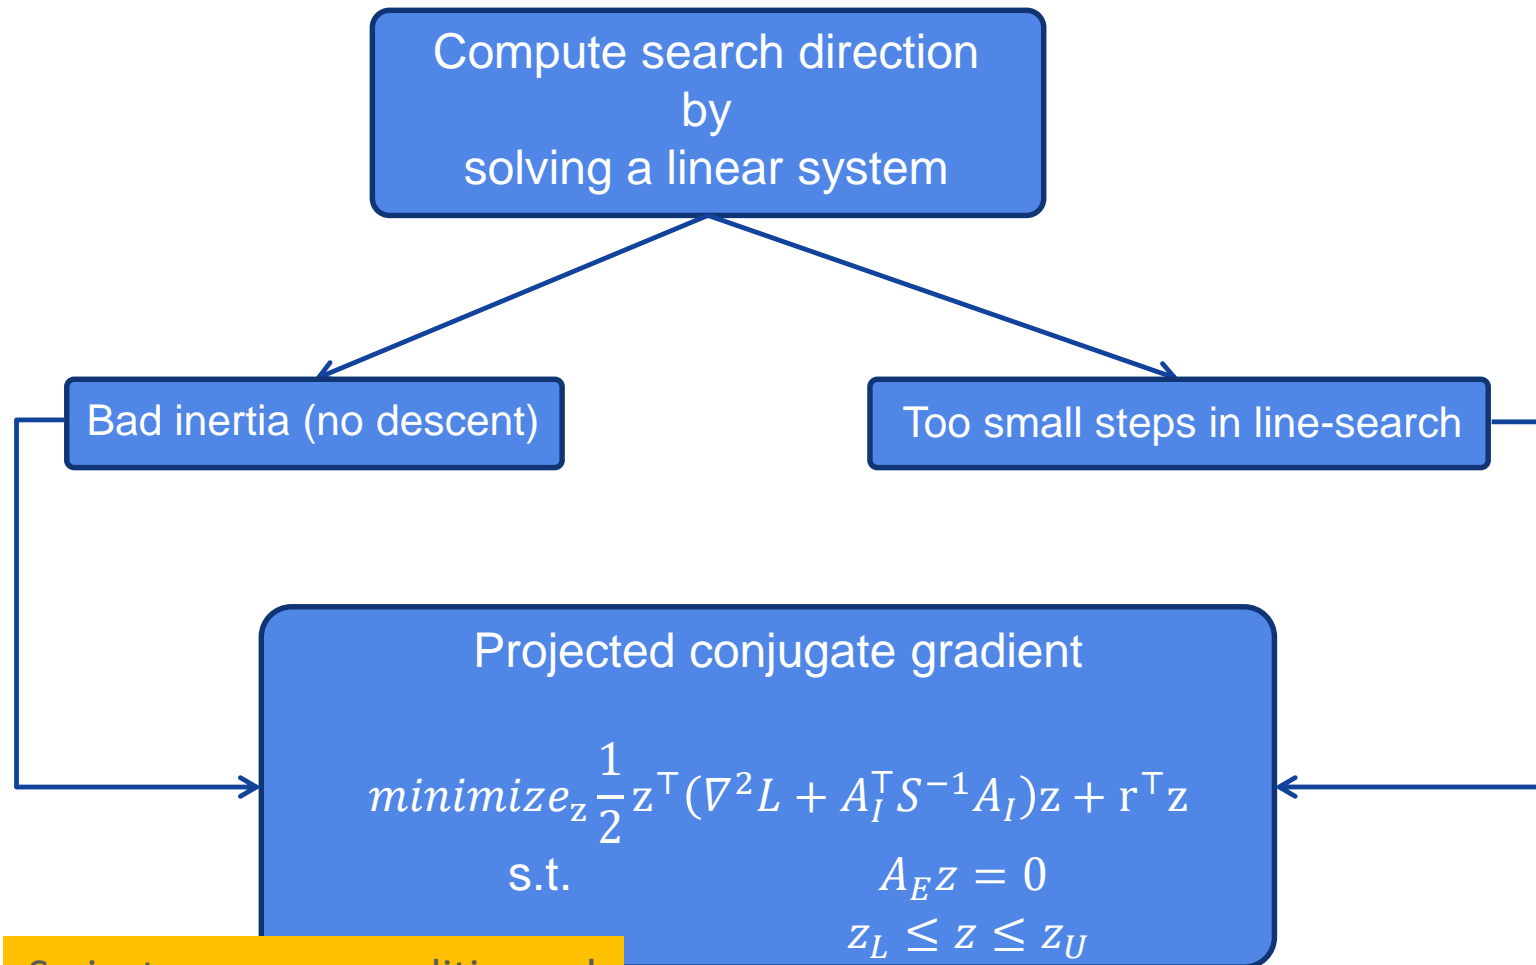 Compute search direction
by
solving a linear system
Bad inertia (no descent)
Too small steps in line-search
Projected conjugate gradient
minimize_z 1/2 z^⊤(∇²L + A_I^⊤ S^{-1} A_I)z + r^⊤z
s.t. A_E z = 0
z_L ≤ z ≤ z_U